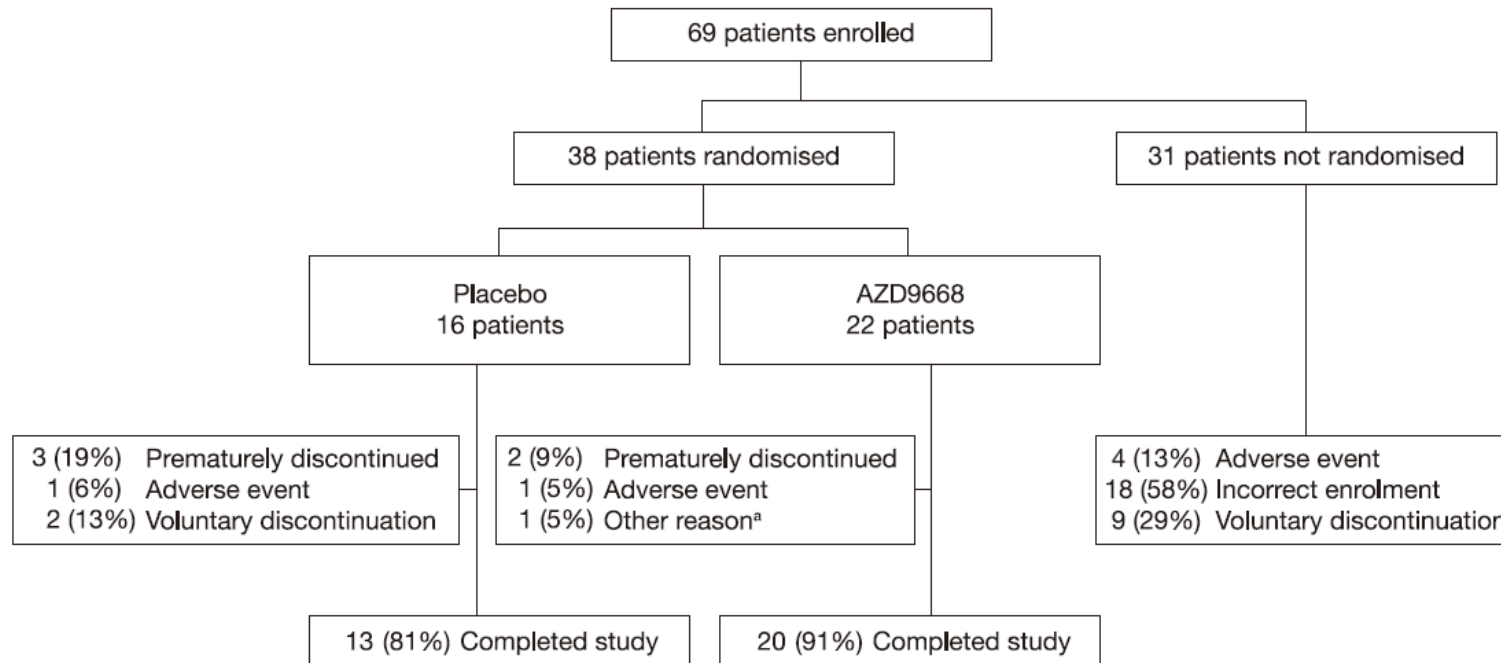 69 patients enrolled
38 patients randomised
31 patients not randomised
Placebo
16 patients
AZD9668
22 patients
3 (19%) Prematurely discontinued
1 (6%) Adverse event
2 (13%) Voluntary discontinuation
2 (9%) Prematurely discontinued
1 (5%) Adverse event
1 (5%) Other reasonᵃ
4 (13%) Adverse event
18 (58%) Incorrect enrolment
9 (29%) Voluntary discontinuation
13 (81%) Completed study
20 (91%) Completed study